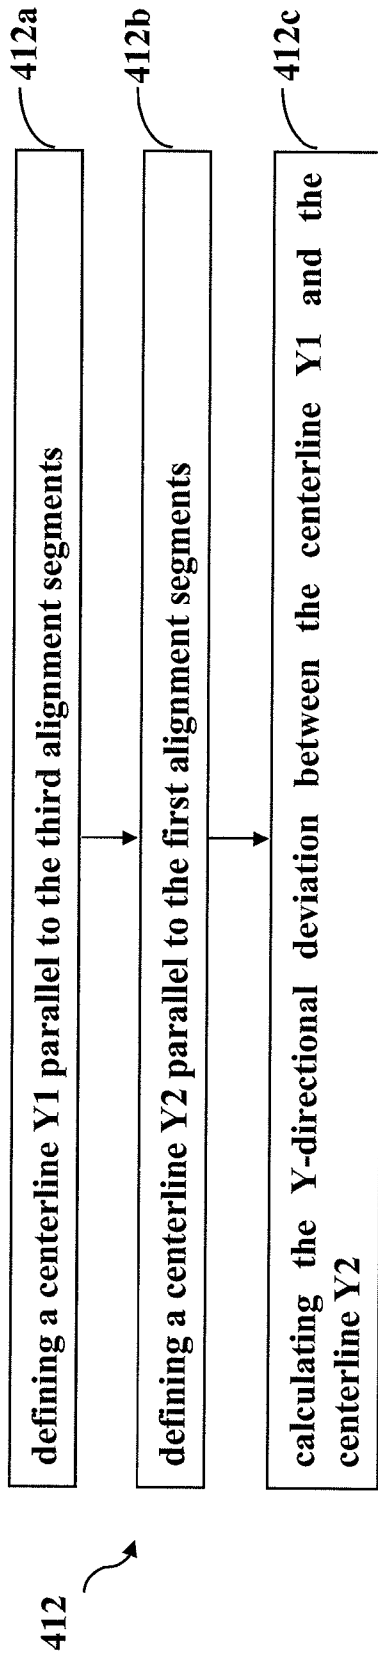 412
412a
defining a centerline Y1 parallel to the third alignment segments
412b
defining a centerline Y2 parallel to the first alignment segments
412c
calculating the Y-directional deviation between the centerline Y1 and the
centerline Y2